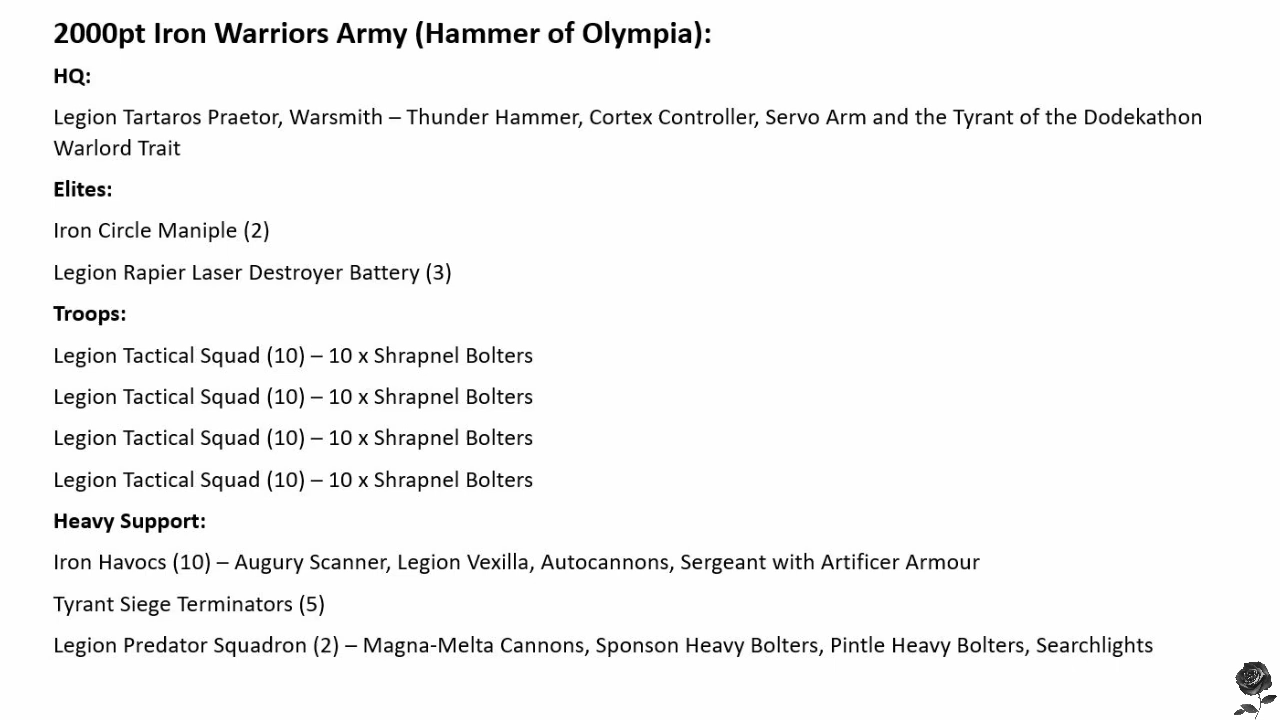 2000pt Iron Warriors Army (Hammer of Olympia):
HQ:
Legion Tartaros Praetor, Warsmith – Thunder Hammer, Cortex Controller, Servo Arm and the Tyrant of the Dodekathon
Warlord Trait
Elites:
Iron Circle Maniple (2)
Legion Rapier Laser Destroyer Battery (3)
Troops:
Legion Tactical Squad (10) – 10 x Shrapnel Bolters
Legion Tactical Squad (10) – 10 x Shrapnel Bolters
Legion Tactical Squad (10) – 10 x Shrapnel Bolters
Legion Tactical Squad (10) – 10 x Shrapnel Bolters
Heavy Support:
Iron Havocs (10) – Augury Scanner, Legion Vexilla, Autocannons, Sergeant with Artificer Armour
Tyrant Siege Terminators (5)
Legion Predator Squadron (2) – Magna-Melta Cannons, Sponson Heavy Bolters, Pintle Heavy Bolters, Searchlights